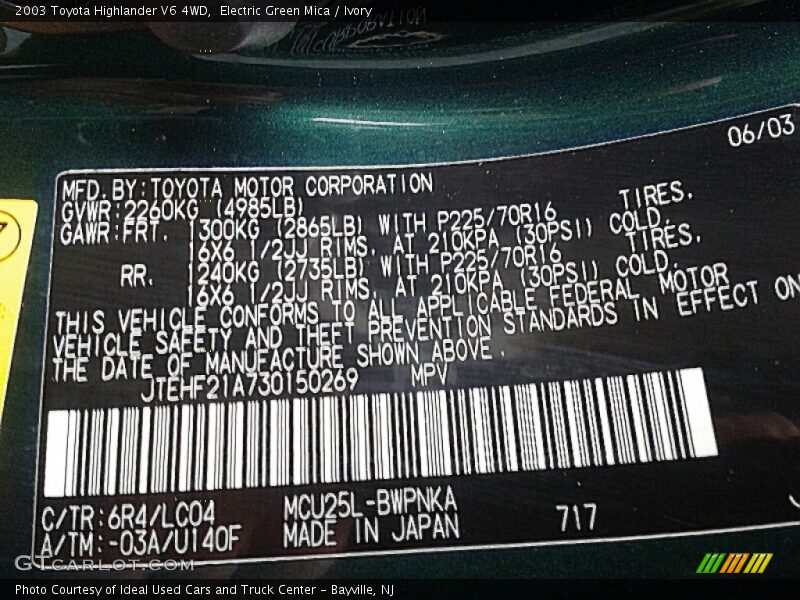 2003 Toyota Highlander V6 4WD, Electric Green Mica / Ivory
06/03
MFD.BY:TOYOTA MOTOR CORPORATION
GVWR:2260KG (4985LB)
GAWR:FRT. 1300KG (2865LB) WITH P225/70R16 TIRES,
16X6 1/2JJ RIMS, AT 210KPA (30PSI) COLD.
RR. 1240KG (2735LB) WITH P225/70R16 TIRES,
16X6 1/2JJ RIMS, AT 210KPA (30PSI) COLD.
THIS VEHICLE CONFORMS TO ALL APPLICABLE FEDERAL MOTOR
VEHICLE SAFETY AND THEFT PREVENTION STANDARDS IN EFFECT ON
THE DATE OF MANUFACTURE SHOWN ABOVE.
JTEHF21A730150269 MPV
C/TR:6R4/LC04 MCU25L-BWPNKA 717
A/TM:-03A/U140F MADE IN JAPAN
GTCARLOT.COM
Photo Courtesy of Ideal Used Cars and Truck Center - Bayville, NJ